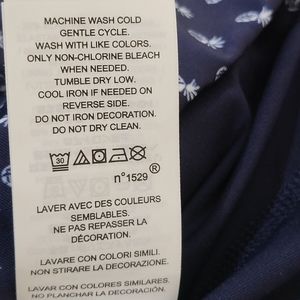 MACHINE WASH COLD
GENTLE CYCLE.
WASH WITH LIKE COLORS.
ONLY NON-CHLORINE BLEACH
WHEN NEEDED.
TUMBLE DRY LOW.
COOL IRON IF NEEDED ON
REVERSE SIDE.
DO NOT IRON DECORATION.
DO NOT DRY CLEAN.
30
n°1529®
LAVER AVEC DES COULEURS
SEMBLABLES.
NE PAS REPASSER LA
DÉCORATION.
LAVARE CON COLORI SIMILI.
NON STIRARE LA DECORAZIONE.
LAVAR CON COLORES SIMILARES.
NO PLANCHAR LA DECORACIÓN.